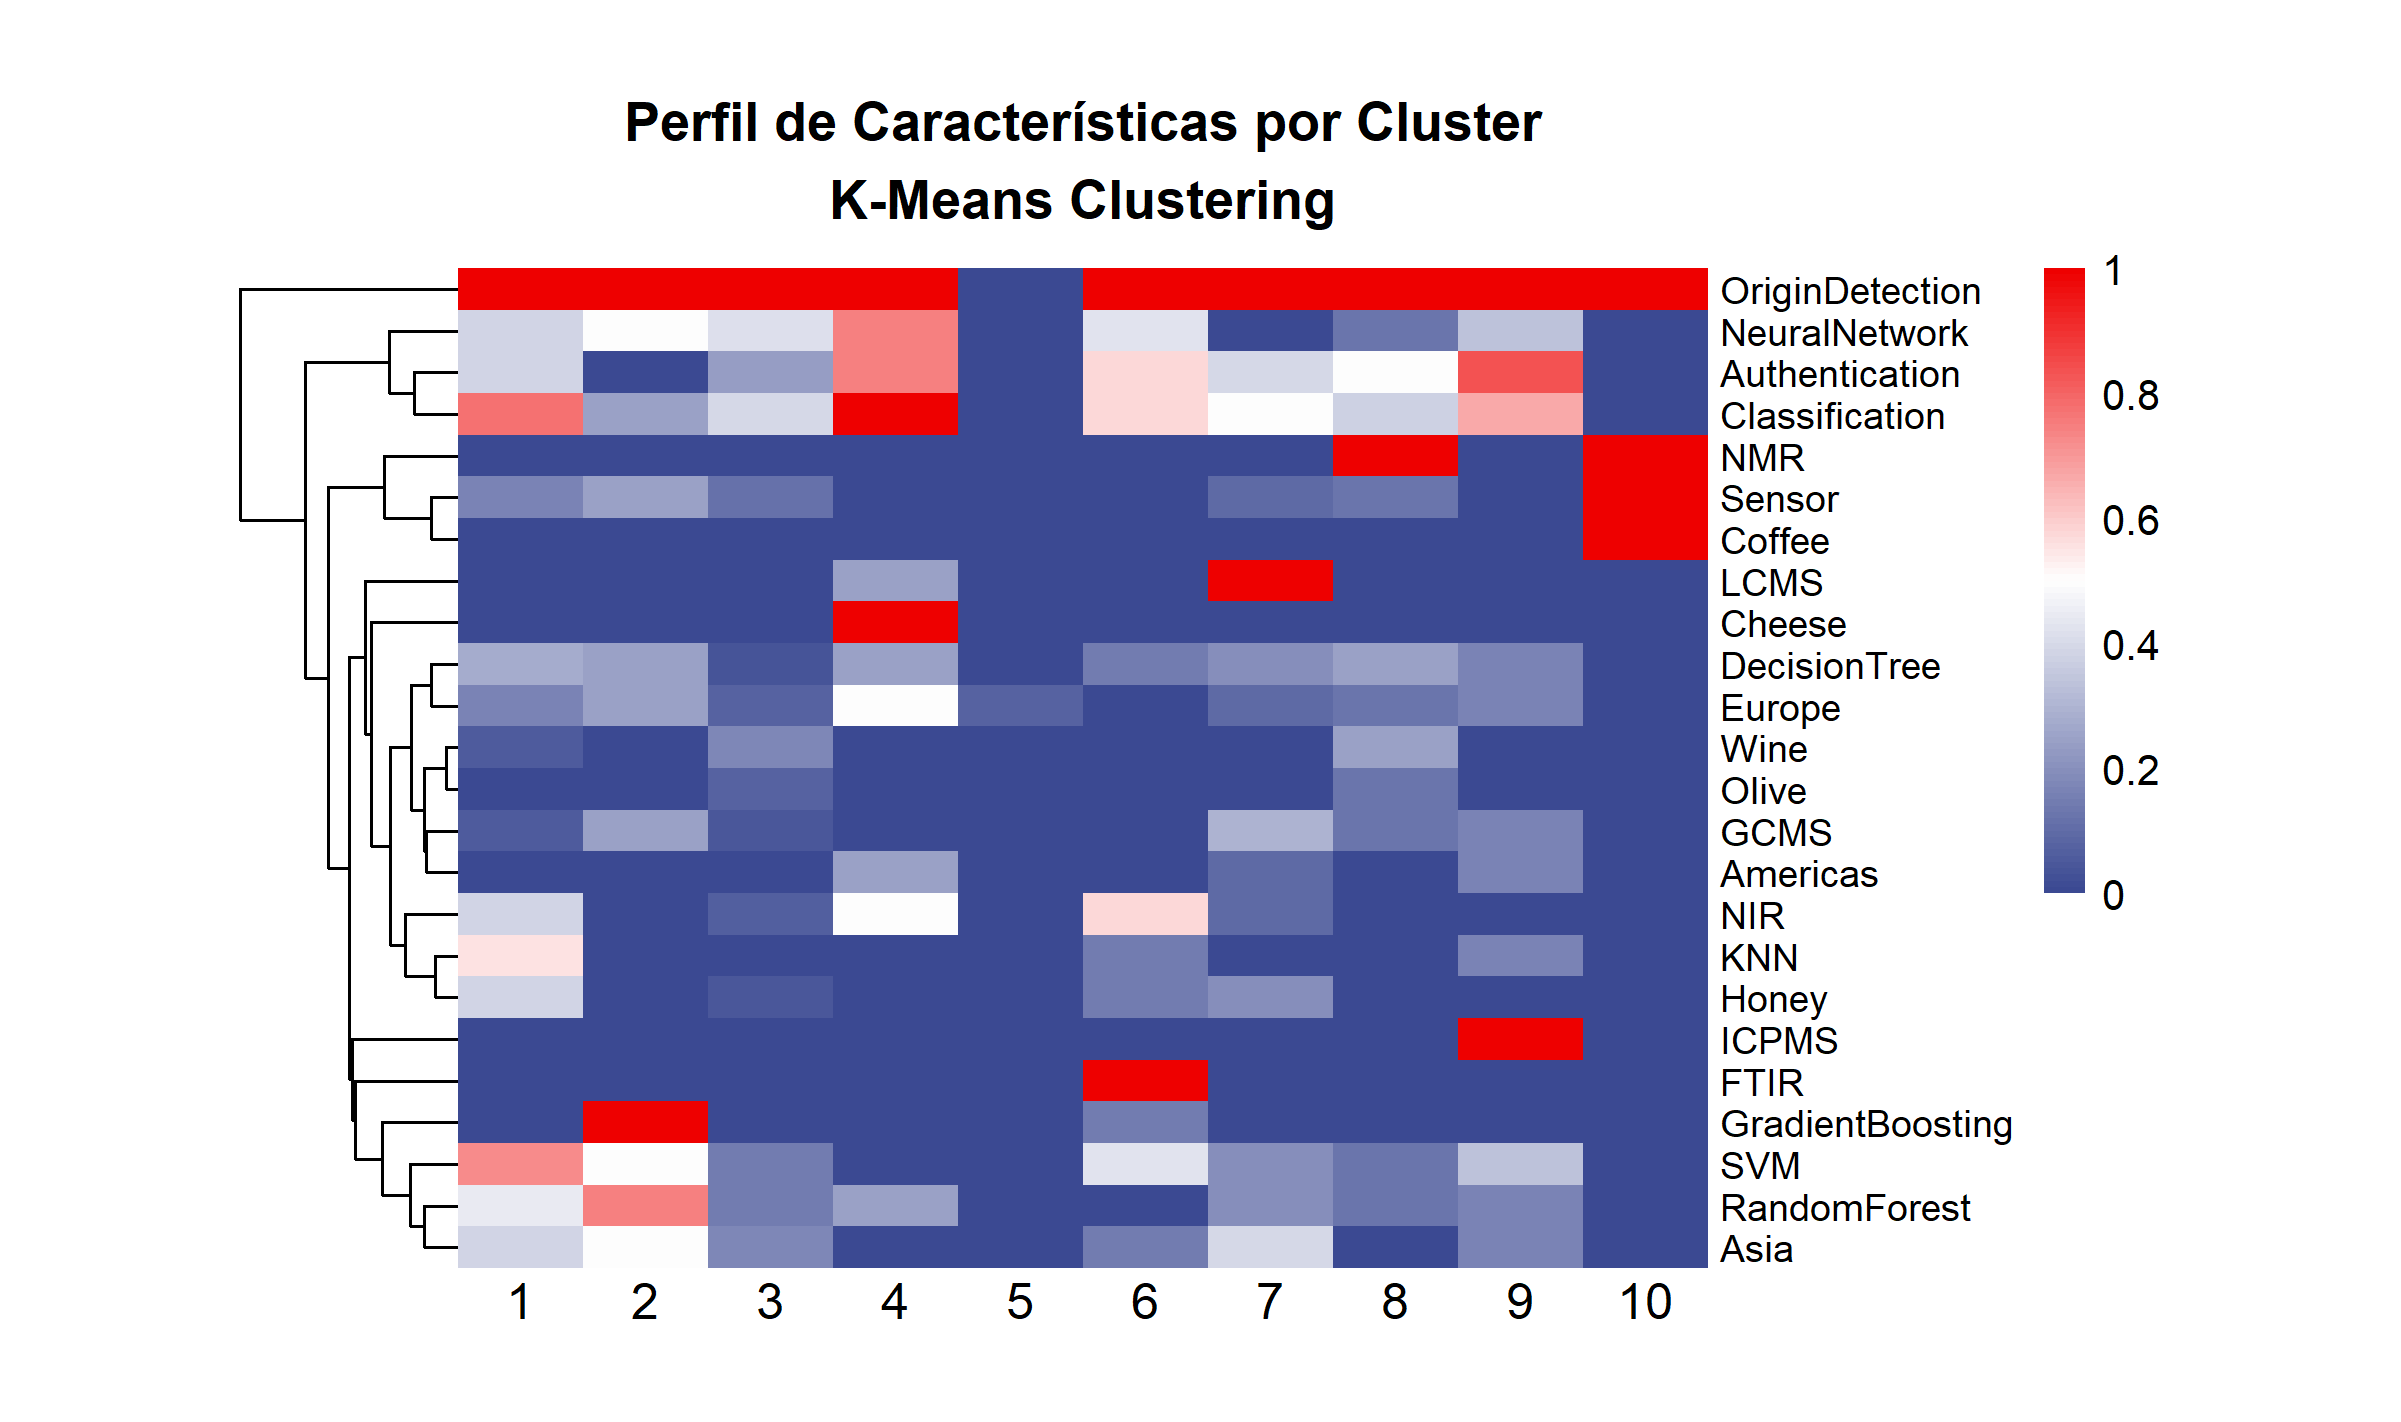 Perfil de Características por Cluster
K-Means Clustering
OriginDetection
NeuralNetwork
Authentication
Classification
NMR
Sensor
Coffee
LCMS
Cheese
DecisionTree
Europe
Wine
Olive
GCMS
Americas
NIR
KNN
Honey
ICPMS
FTIR
GradientBoosting
SVM
RandomForest
Asia
1
0.8
0.6
0.4
0.2
0
1 2 3 4 5 6 7 8 9 10